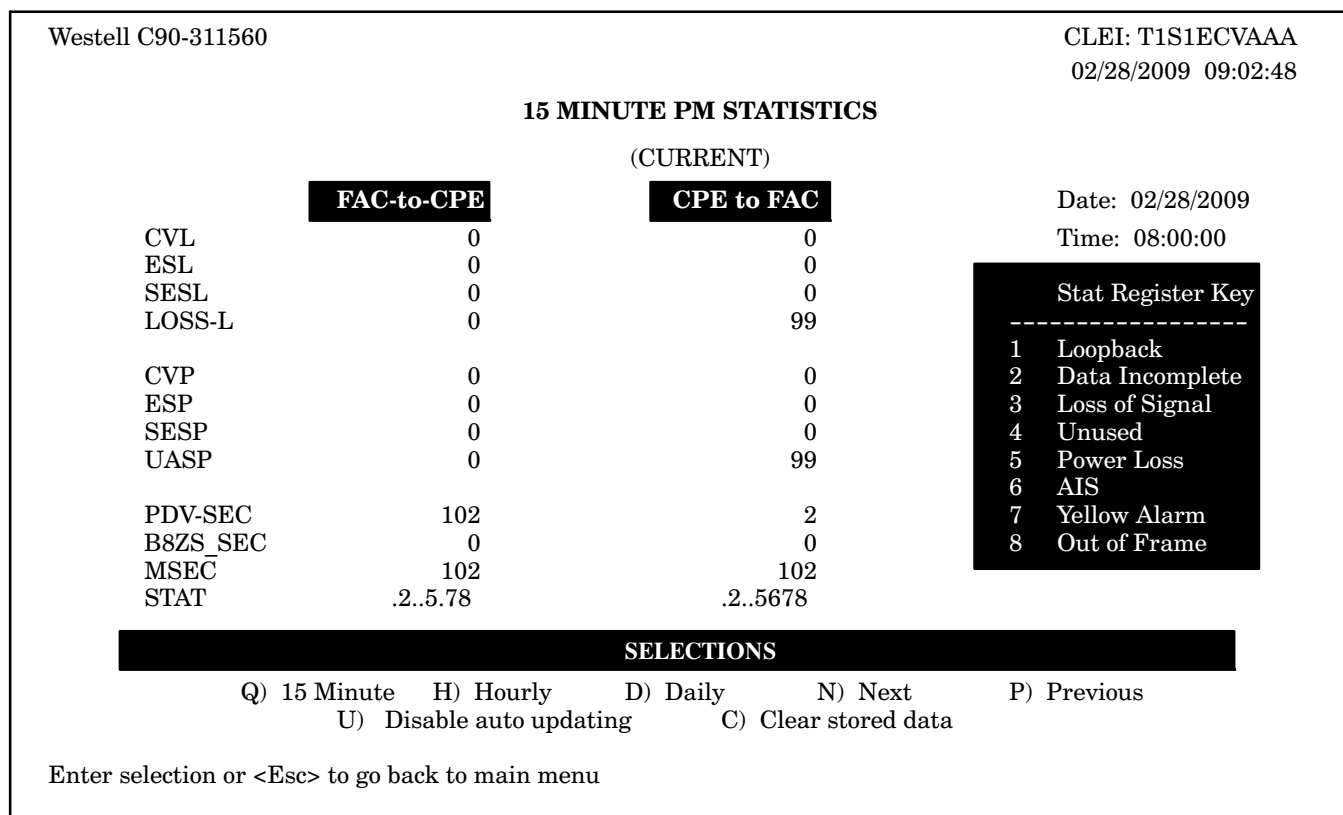 Westell C90-311560 CLEI: T1S1ECVAAA
02/28/2009 09:02:48
15 MINUTE PM STATISTICS
(CURRENT)
FAC-to-CPE CPE to FAC Date: 02/28/2009
CVL 0 0 Time: 08:00:00
ESL 0 0
SESL 0 0 Stat Register Key
LOSS-L 0 99 -------------------
1 Loopback
CVP 0 0 2 Data Incomplete
ESP 0 0 3 Loss of Signal
SESP 0 0 4 Unused
UASP 0 99 5 Power Loss
6 AIS
PDV-SEC 102 2 7 Yellow Alarm
B8ZS_SEC 0 0 8 Out of Frame
MSEC 102 102
STAT .2..5.78 .2..5678
SELECTIONS
Q) 15 Minute H) Hourly D) Daily N) Next P) Previous
U) Disable auto updating C) Clear stored data
Enter selection or <Esc> to go back to main menu